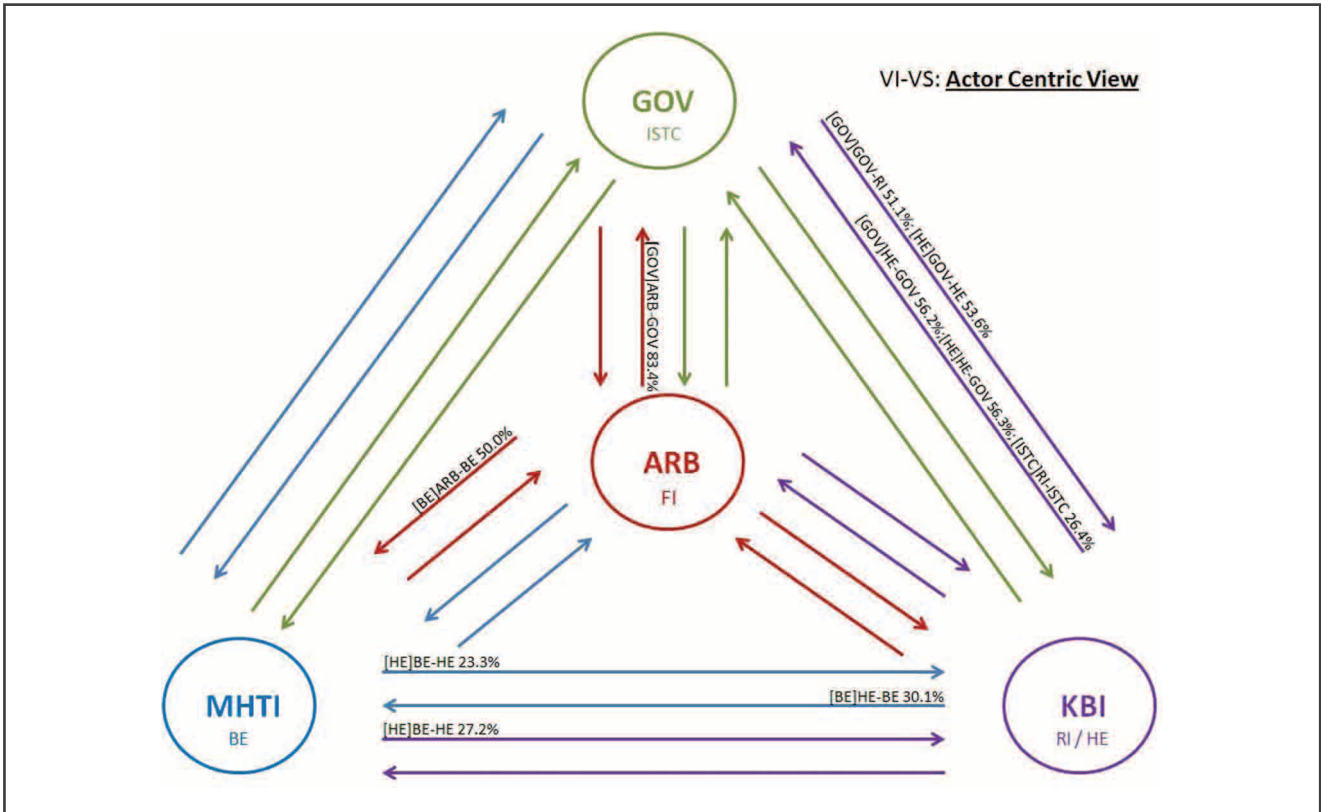 VI-VS: Actor Centric View
GOV
ISTC
[GOV]GOV-RI 51.1%; [HE]GOV-HE 53.6%
[GOV]HE-GOV 56.2%;[HE]HE-GOV 56.3%;[ISTC]RI-ISTC 26.4%
[GOV]ARB-GOV 83.4%
ARB
FI
[BE]ARB-BE 50.0%
[HE]BE-HE 23.3%
[BE]HE-BE 30.1%
[HE]BE-HE 27.2%
MHTI
BE
KBI
RI / HE